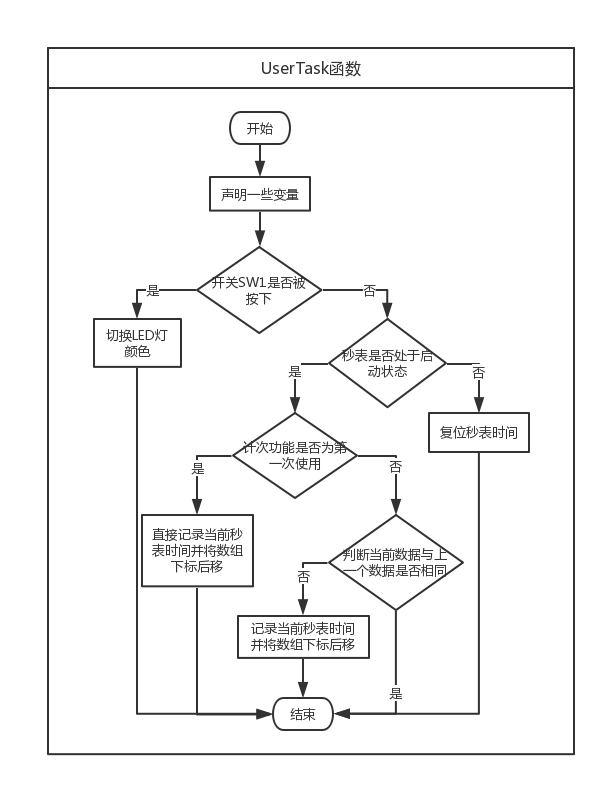 UserTask函数
开始
声明一些变量
开关SW1是否被
按下
是
否
切换LED灯
颜色
秒表是否处于启
动状态
是
否
复位秒表时间
计次功能是否为第
一次使用
是
否
直接记录当前秒
表时间并将数组
下标后移
判断当前数据与上
一个数据是否相同
否
记录当前秒表时间
并将数组下标后移
是
结束